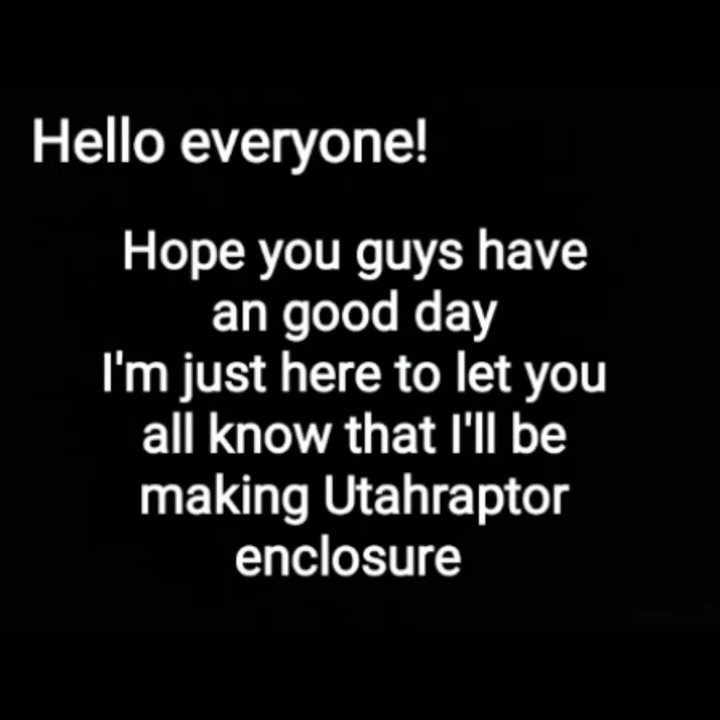 Hello everyone!
Hope you guys have
an good day
I'm just here to let you
all know that I'll be
making Utahraptor
enclosure